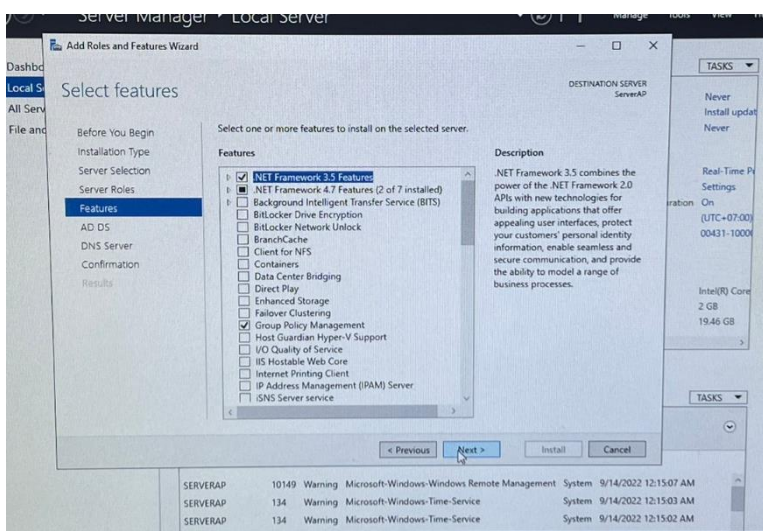 Server Manager • Local Server
Manage Tools View
Add Roles and Features Wizard
Select features
DESTINATION SERVER
ServerAP
Before You Begin
Installation Type
Server Selection
Server Roles
Features
AD DS
DNS Server
Confirmation
Results
Select one or more features to install on the selected server.
Features
.NET Framework 3.5 Features
.NET Framework 4.7 Features (2 of 7 installed)
Background Intelligent Transfer Service (BITS)
BitLocker Drive Encryption
BitLocker Network Unlock
BranchCache
Client for NFS
Containers
Data Center Bridging
Direct Play
Enhanced Storage
Failover Clustering
Group Policy Management
Host Guardian Hyper-V Support
I/O Quality of Service
IIS Hostable Web Core
Internet Printing Client
IP Address Management (IPAM) Server
iSNS Server service
Description
.NET Framework 3.5 combines the
power of the .NET Framework 2.0
APIs with new technologies for
building applications that offer
appealing user interfaces, protect
your customers' personal identity
information, enable seamless and
secure communication, and provide
the ability to model a range of
business processes.
< Previous
Next >
Install
Cancel
Dashbo
Local S
All Serv
File and
TASKS
Never
Install updat
Never
Real-Time Pr
Settings
uration On
(UTC+07:00)
00431-1000
Intel(R) Core
2 GB
19.46 GB
TASKS
SERVERAP 10149 Warning Microsoft-Windows-Windows Remote Management System 9/14/2022 12:15:07 AM
SERVERAP 134 Warning Microsoft-Windows-Time-Service System 9/14/2022 12:15:03 AM
SERVERAP 134 Warning Microsoft-Windows-Time-Service System 9/14/2022 12:15:02 AM